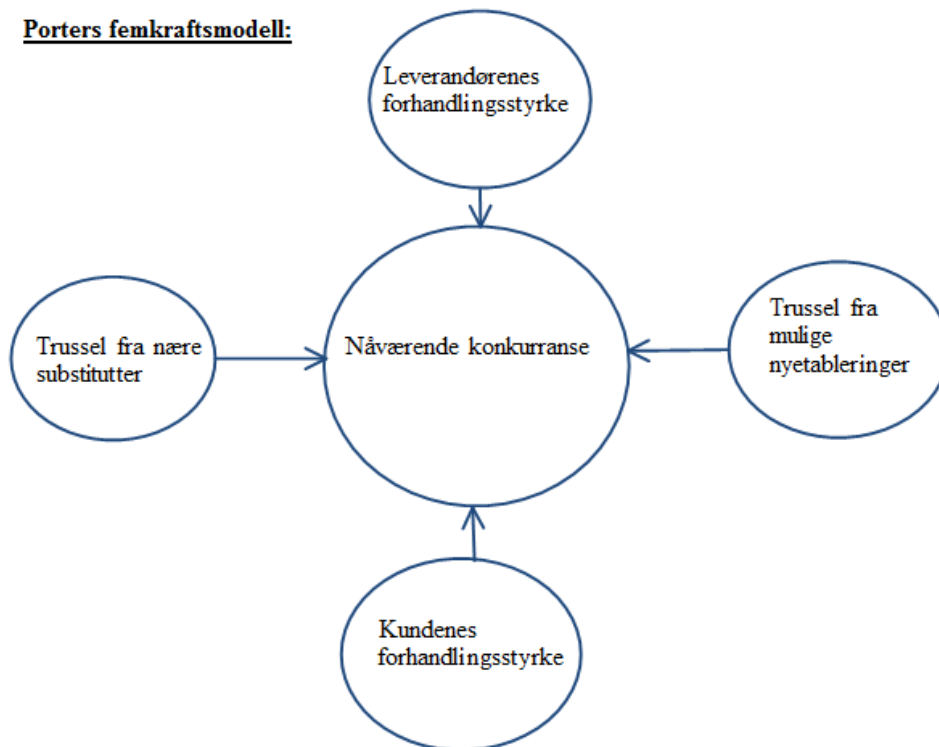 Porters femkraftsmodell:
Leverandørenes
forhandlingsstyrke
Trussel fra nære
substitutter
Nåværende konkurranse
Trussel fra
mulige
nyetableringer
Kundenes
forhandlingsstyrke